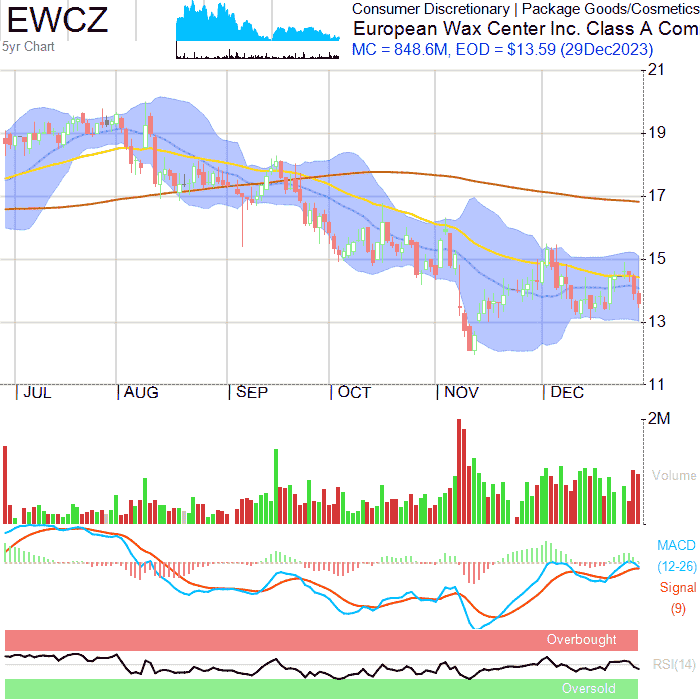 EWCZ
5yr Chart
Consumer Discretionary | Package Goods/Cosmetics
European Wax Center Inc. Class A Com
MC = 848.6M, EOD = $13.59 (29Dec2023)
21
19
17
15
13
11
JUL AUG SEP OCT NOV DEC
2M
Volume
MACD
(12-26)
Signal
(9)
Overbought
RSI(14)
Oversold